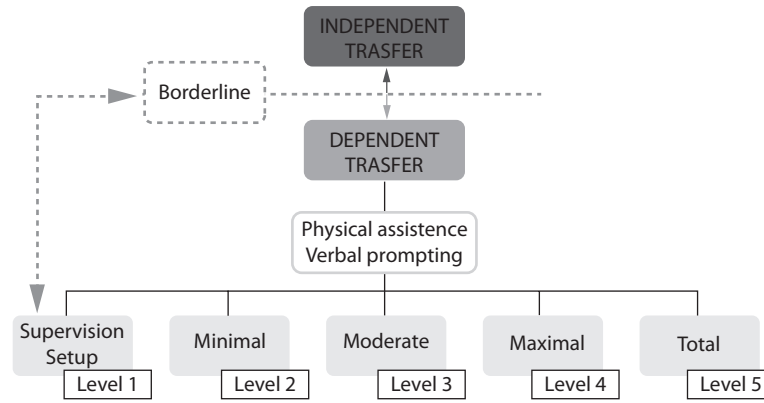 INDEPENDENT
TRASFER
Borderline
DEPENDENT
TRASFER
Physical assistence
Verbal prompting
Supervision
Setup
Level 1
Minimal
Level 2
Moderate
Level 3
Maximal
Level 4
Total
Level 5